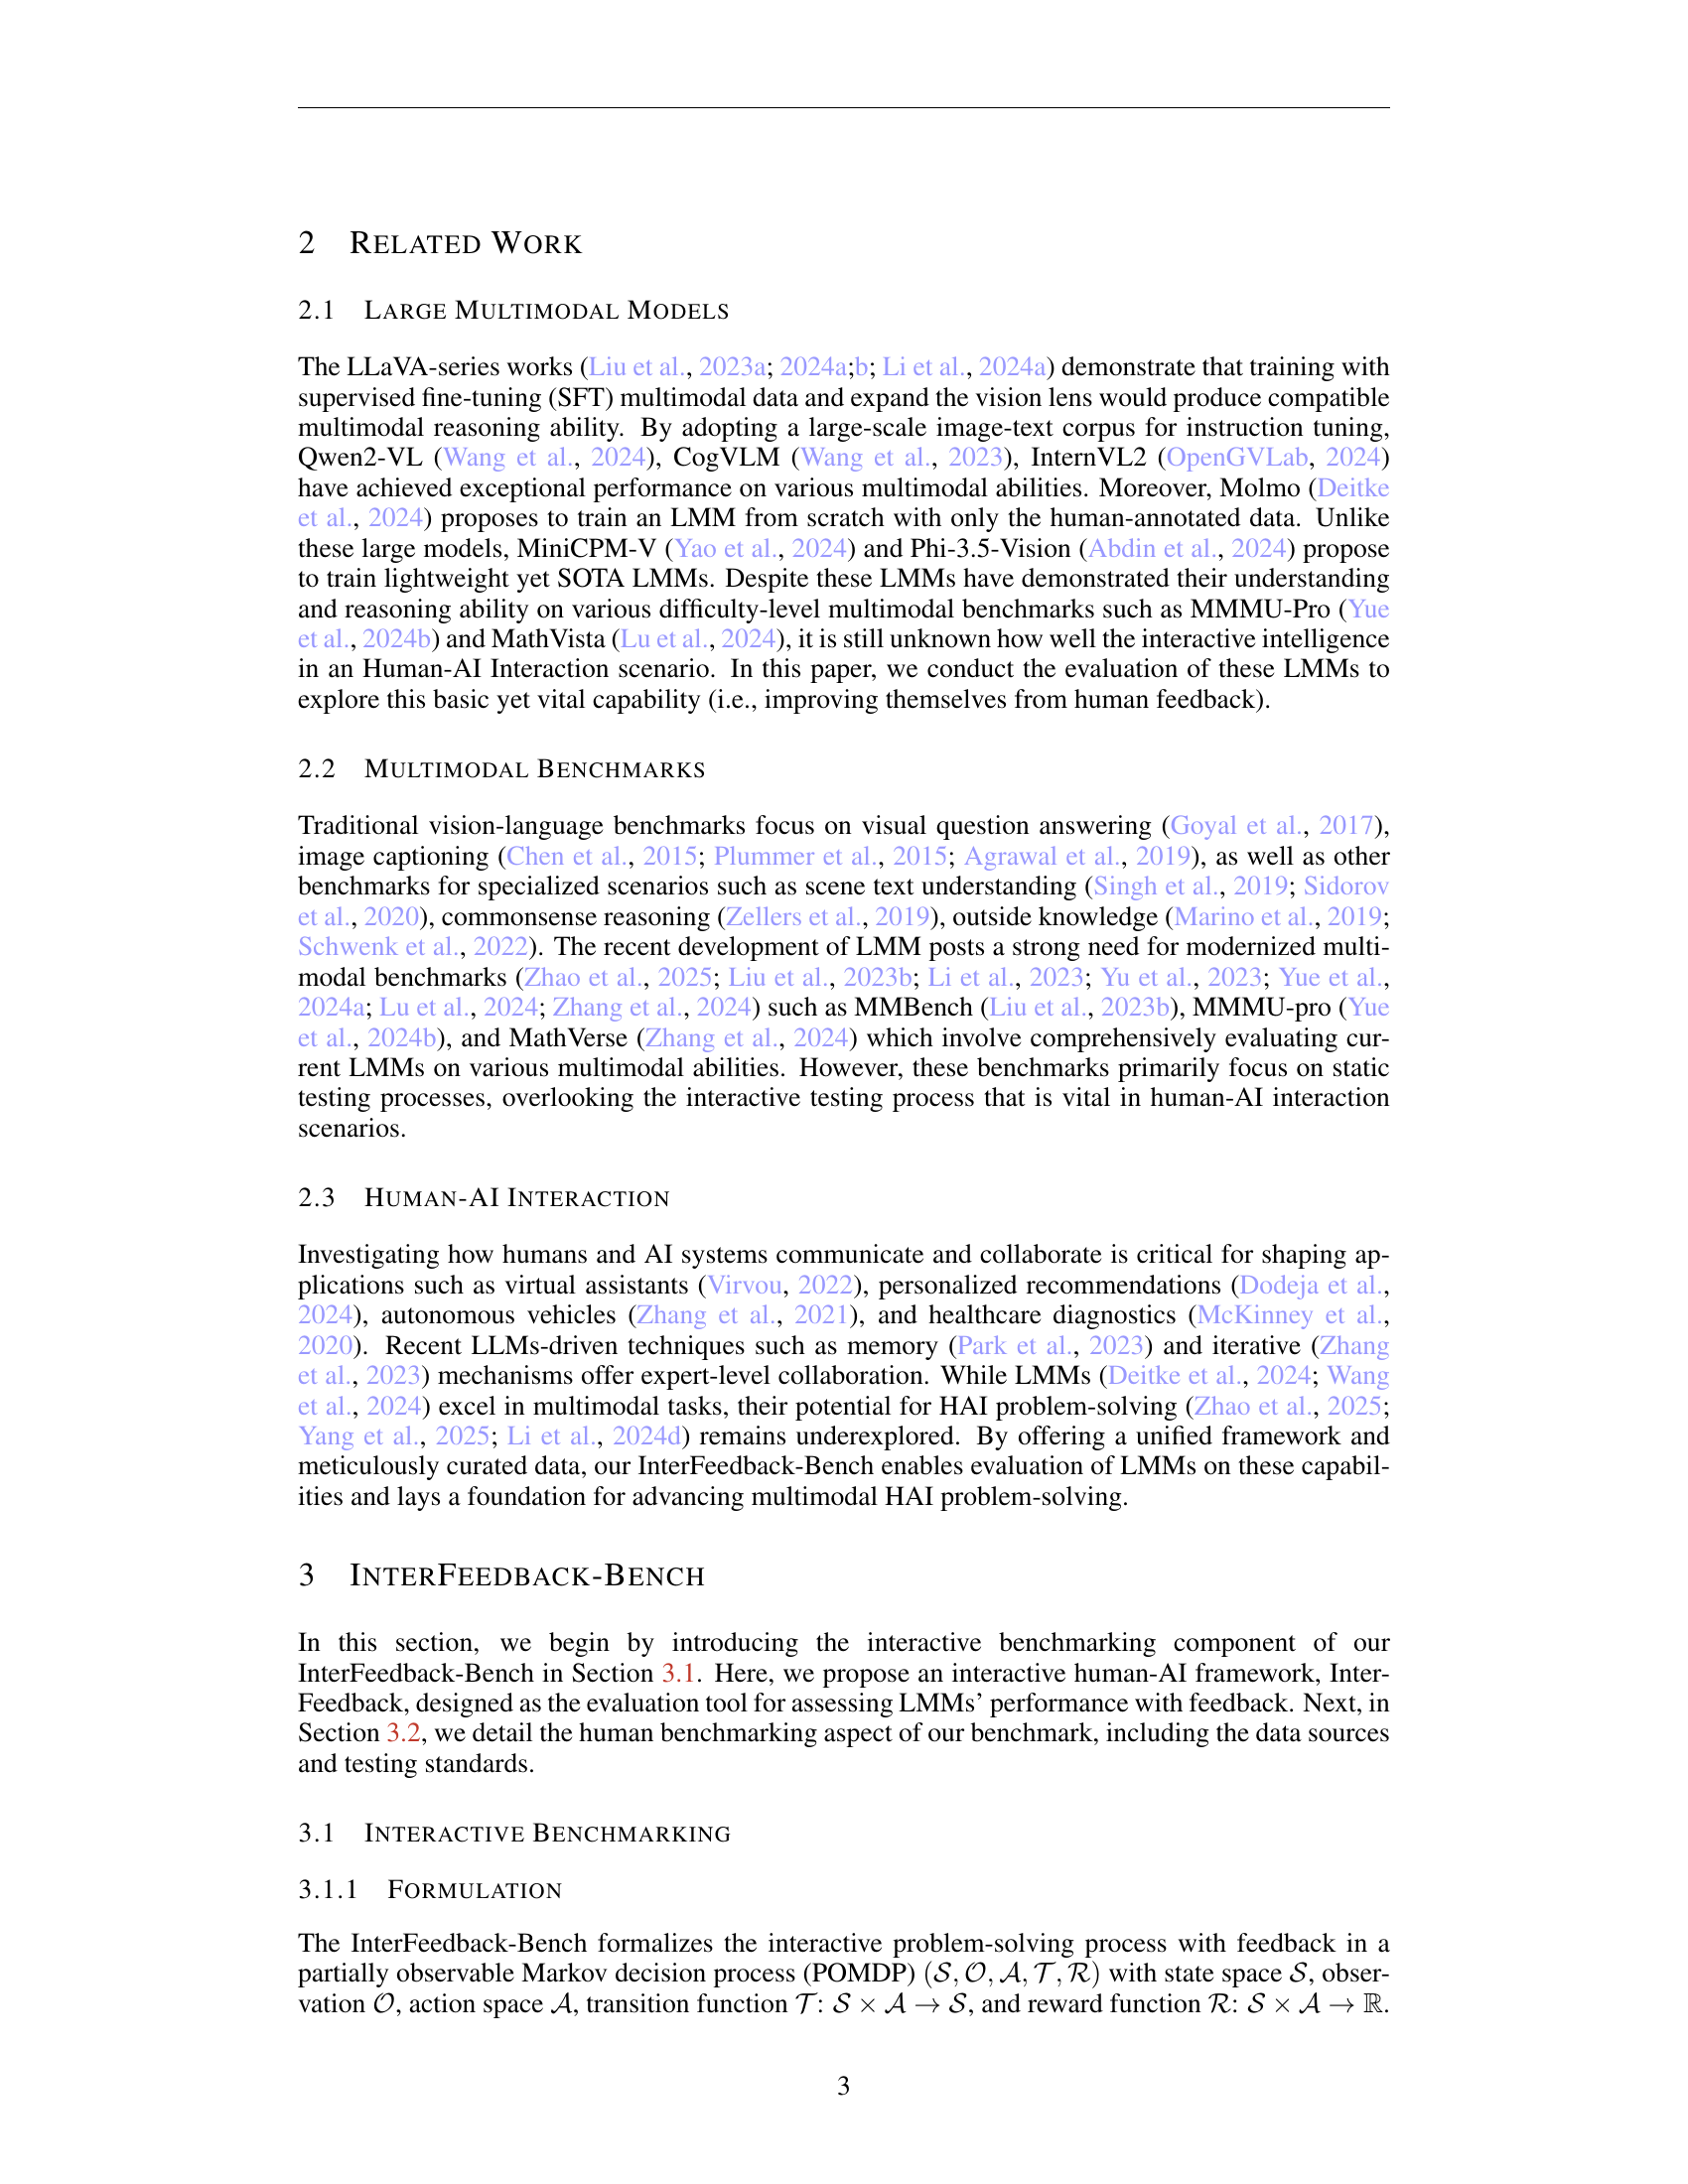 2 RELATED WORK
2.1 LARGE MULTIMODAL MODELS
The LLaVA-series works (Liu et al., 2023a; 2024a;b; Li et al., 2024a) demonstrate that training with
supervised fine-tuning (SFT) multimodal data and expand the vision lens would produce compatible
multimodal reasoning ability. By adopting a large-scale image-text corpus for instruction tuning,
Qwen2-VL (Wang et al., 2024), CogVLM (Wang et al., 2023), InternVL2 (OpenGVLab, 2024)
have achieved exceptional performance on various multimodal abilities. Moreover, Molmo (Deitke
et al., 2024) proposes to train an LMM from scratch with only the human-annotated data. Unlike
these large models, MiniCPM-V (Yao et al., 2024) and Phi-3.5-Vision (Abdin et al., 2024) propose
to train lightweight yet SOTA LMMs. Despite these LMMs have demonstrated their understanding
and reasoning ability on various difficulty-level multimodal benchmarks such as MMMU-Pro (Yue
et al., 2024b) and MathVista (Lu et al., 2024), it is still unknown how well the interactive intelligence
in an Human-AI Interaction scenario. In this paper, we conduct the evaluation of these LMMs to
explore this basic yet vital capability (i.e., improving themselves from human feedback).
2.2 MULTIMODAL BENCHMARKS
Traditional vision-language benchmarks focus on visual question answering (Goyal et al., 2017),
image captioning (Chen et al., 2015; Plummer et al., 2015; Agrawal et al., 2019), as well as other
benchmarks for specialized scenarios such as scene text understanding (Singh et al., 2019; Sidorov
et al., 2020), commonsense reasoning (Zellers et al., 2019), outside knowledge (Marino et al., 2019;
Schwenk et al., 2022). The recent development of LMM posts a strong need for modernized multi-
modal benchmarks (Zhao et al., 2025; Liu et al., 2023b; Li et al., 2023; Yu et al., 2023; Yue et al.,
2024a; Lu et al., 2024; Zhang et al., 2024) such as MMBench (Liu et al., 2023b), MMMU-pro (Yue
et al., 2024b), and MathVerse (Zhang et al., 2024) which involve comprehensively evaluating cur-
rent LMMs on various multimodal abilities. However, these benchmarks primarily focus on static
testing processes, overlooking the interactive testing process that is vital in human-AI interaction
scenarios.
2.3 HUMAN-AI INTERACTION
Investigating how humans and AI systems communicate and collaborate is critical for shaping ap-
plications such as virtual assistants (Virvou, 2022), personalized recommendations (Dodeja et al.,
2024), autonomous vehicles (Zhang et al., 2021), and healthcare diagnostics (McKinney et al.,
2020). Recent LLMs-driven techniques such as memory (Park et al., 2023) and iterative (Zhang
et al., 2023) mechanisms offer expert-level collaboration. While LMMs (Deitke et al., 2024; Wang
et al., 2024) excel in multimodal tasks, their potential for HAI problem-solving (Zhao et al., 2025;
Yang et al., 2025; Li et al., 2024d) remains underexplored. By offering a unified framework and
meticulously curated data, our InterFeedback-Bench enables evaluation of LMMs on these capabil-
ities and lays a foundation for advancing multimodal HAI problem-solving.
3 INTERFEEDBACK-BENCH
In this section, we begin by introducing the interactive benchmarking component of our
InterFeedback-Bench in Section 3.1. Here, we propose an interactive human-AI framework, Inter-
Feedback, designed as the evaluation tool for assessing LMMs' performance with feedback. Next, in
Section 3.2, we detail the human benchmarking aspect of our benchmark, including the data sources
and testing standards.
3.1 INTERACTIVE BENCHMARKING
3.1.1 FORMULATION
The InterFeedback-Bench formalizes the interactive problem-solving process with feedback in a
partially observable Markov decision process (POMDP) (𝒮, 𝒪, 𝒜, 𝒯, ℛ) with state space 𝒮, obser-
vation 𝒪, action space 𝒜, transition function 𝒯: 𝒮 × 𝒜 → 𝒮, and reward function ℛ: 𝒮 × 𝒜 → ℝ.
3